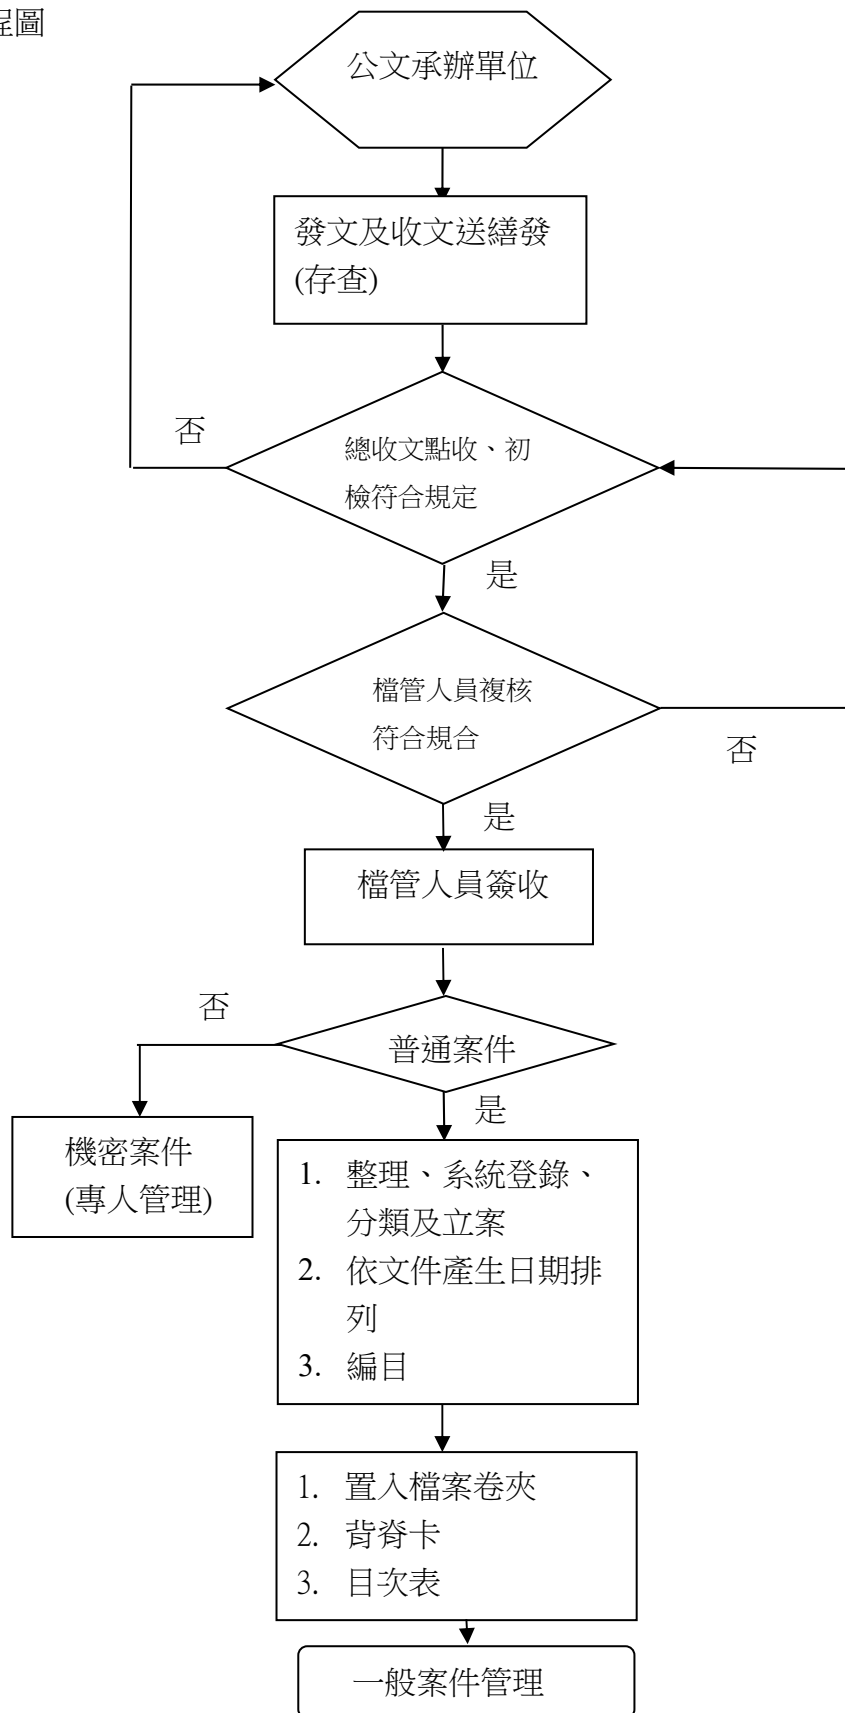 程圖
公文承辦單位
發文及收文送繕發
(存查)
否
總收文點收、初
檢符合規定
是
檔管人員複核
符合規合
否
是
檔管人員簽收
否
普通案件
是
機密案件
(專人管理)
1. 整理、系統登錄、
分類及立案
2. 依文件產生日期排
列
3. 編目
1. 置入檔案卷夾
2. 背脊卡
3. 目次表
一般案件管理